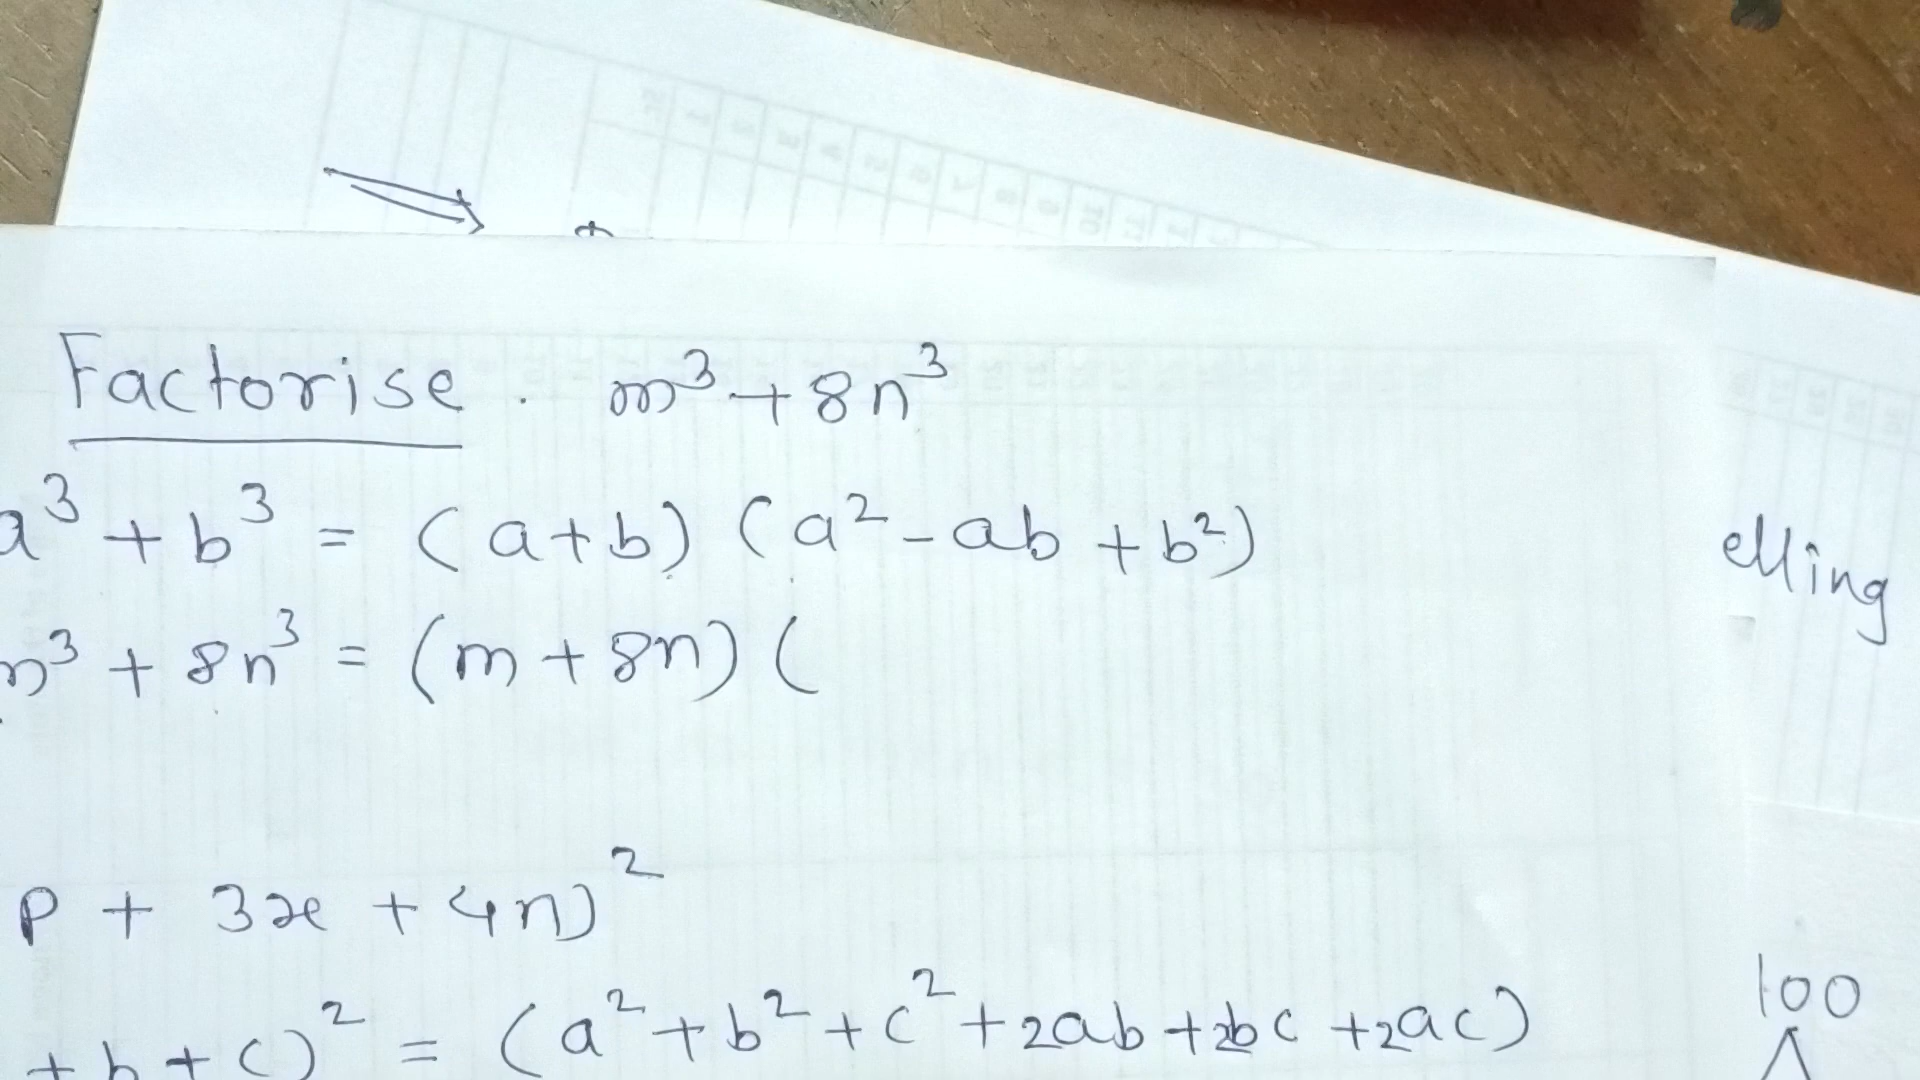 Factorise . m³ + 8n³
a³ + b³ = (a+b) (a² - ab + b²)
m³ + 8n³ = (m + 8n) (
p + 3x + 4n)²
+ b + c)² = (a² + b² + c² + 2ab + 2bc + 2ac)
elling
100